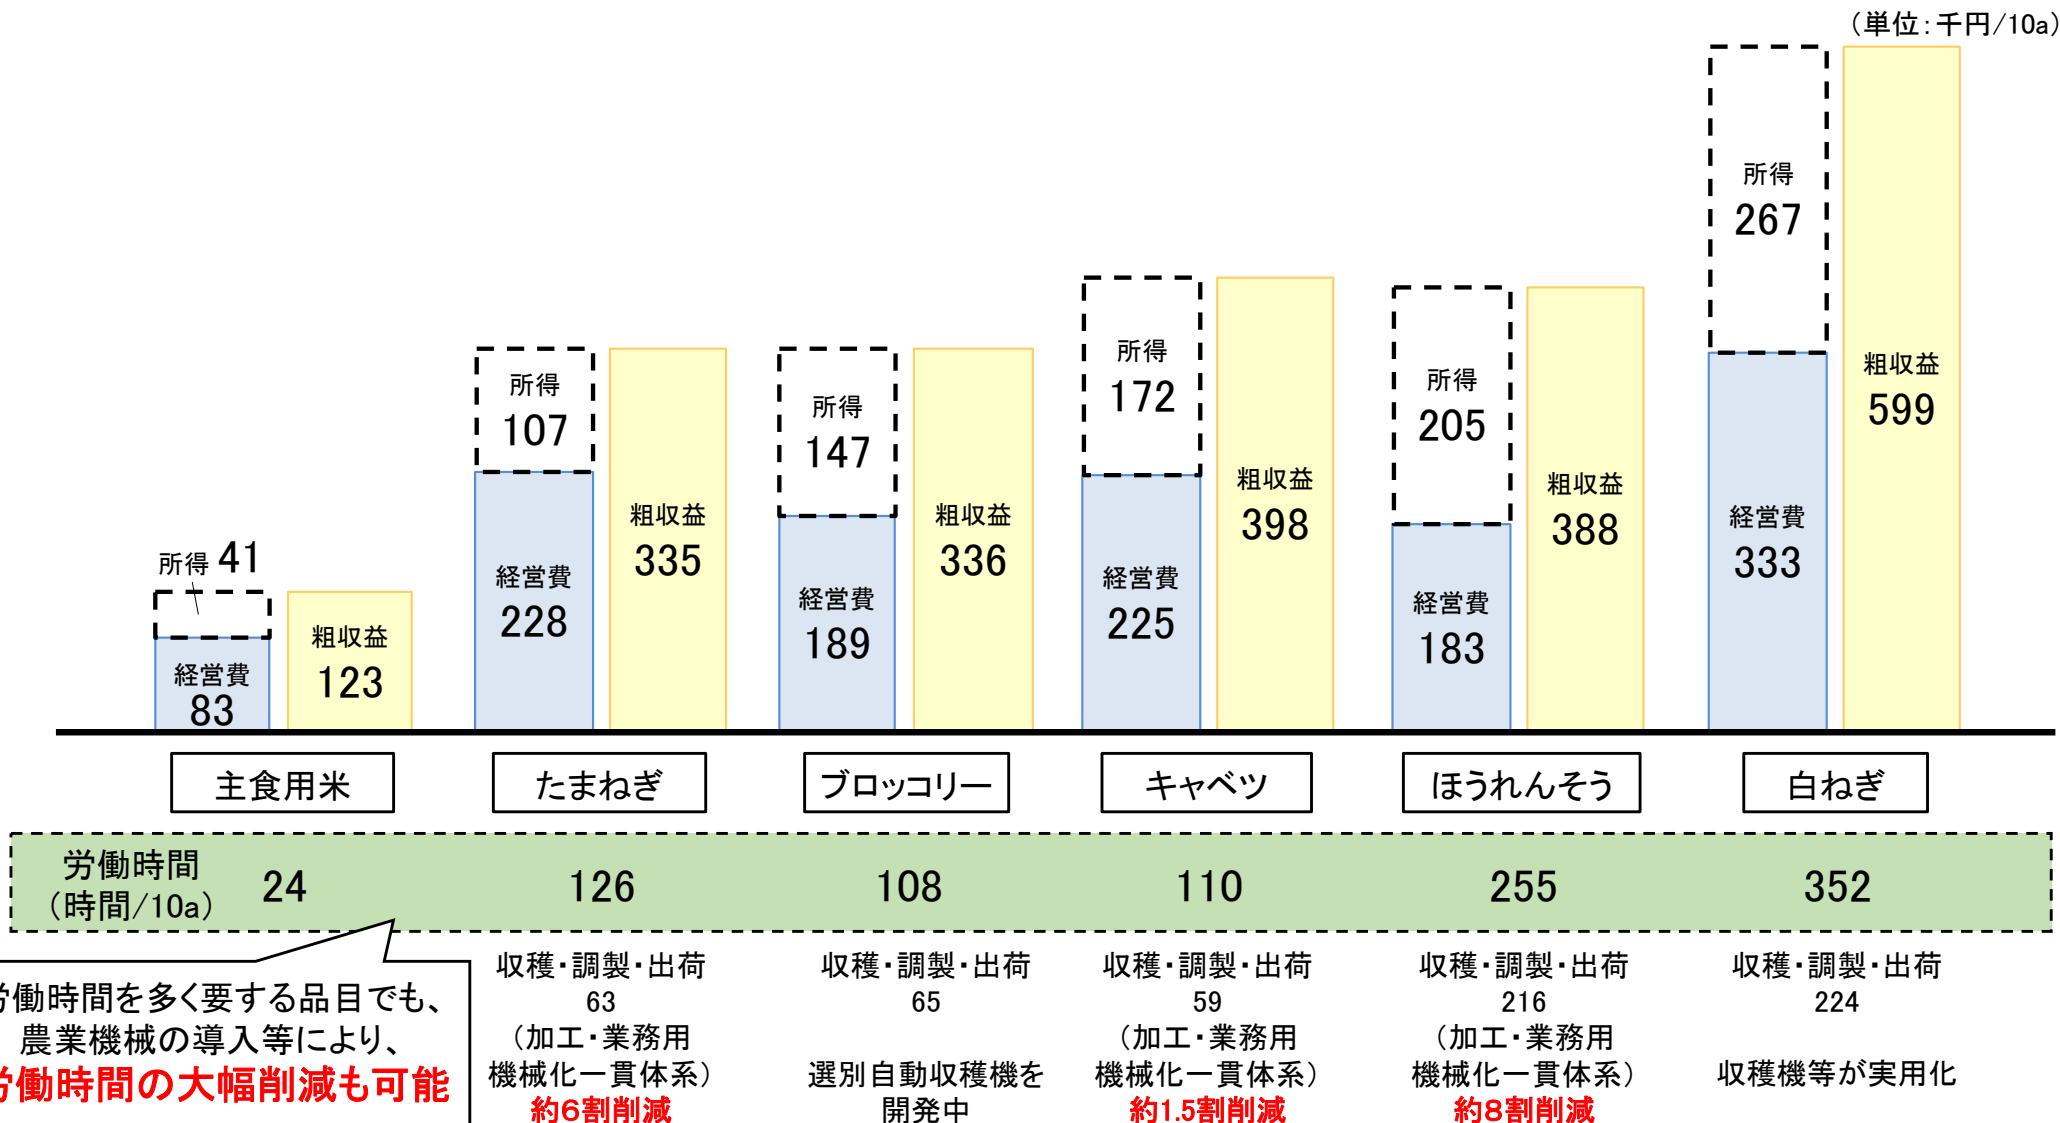 （単位：千円/10a）
所得 41
経営費
83
粗収益
123
所得
107
経営費
228
粗収益
335
所得
147
経営費
189
粗収益
336
所得
172
経営費
225
粗収益
398
所得
205
経営費
183
粗収益
388
所得
267
経営費
333
粗収益
599
主食用米
たまねぎ
ブロッコリー
キャベツ
ほうれんそう
白ねぎ
労働時間
（時間/10a）
24
126
108
110
255
352
労働時間を多く要する品目でも、
農業機械の導入等により、
労働時間の大幅削減も可能
収穫・調製・出荷
63
（加工・業務用
機械化一貫体系）
約6割削減
収穫・調製・出荷
65
選別自動収穫機を
開発中
収穫・調製・出荷
59
（加工・業務用
機械化一貫体系）
約1.5割削減
収穫・調製・出荷
216
（加工・業務用
機械化一貫体系）
約8割削減
収穫・調製・出荷
224
収穫機等が実用化